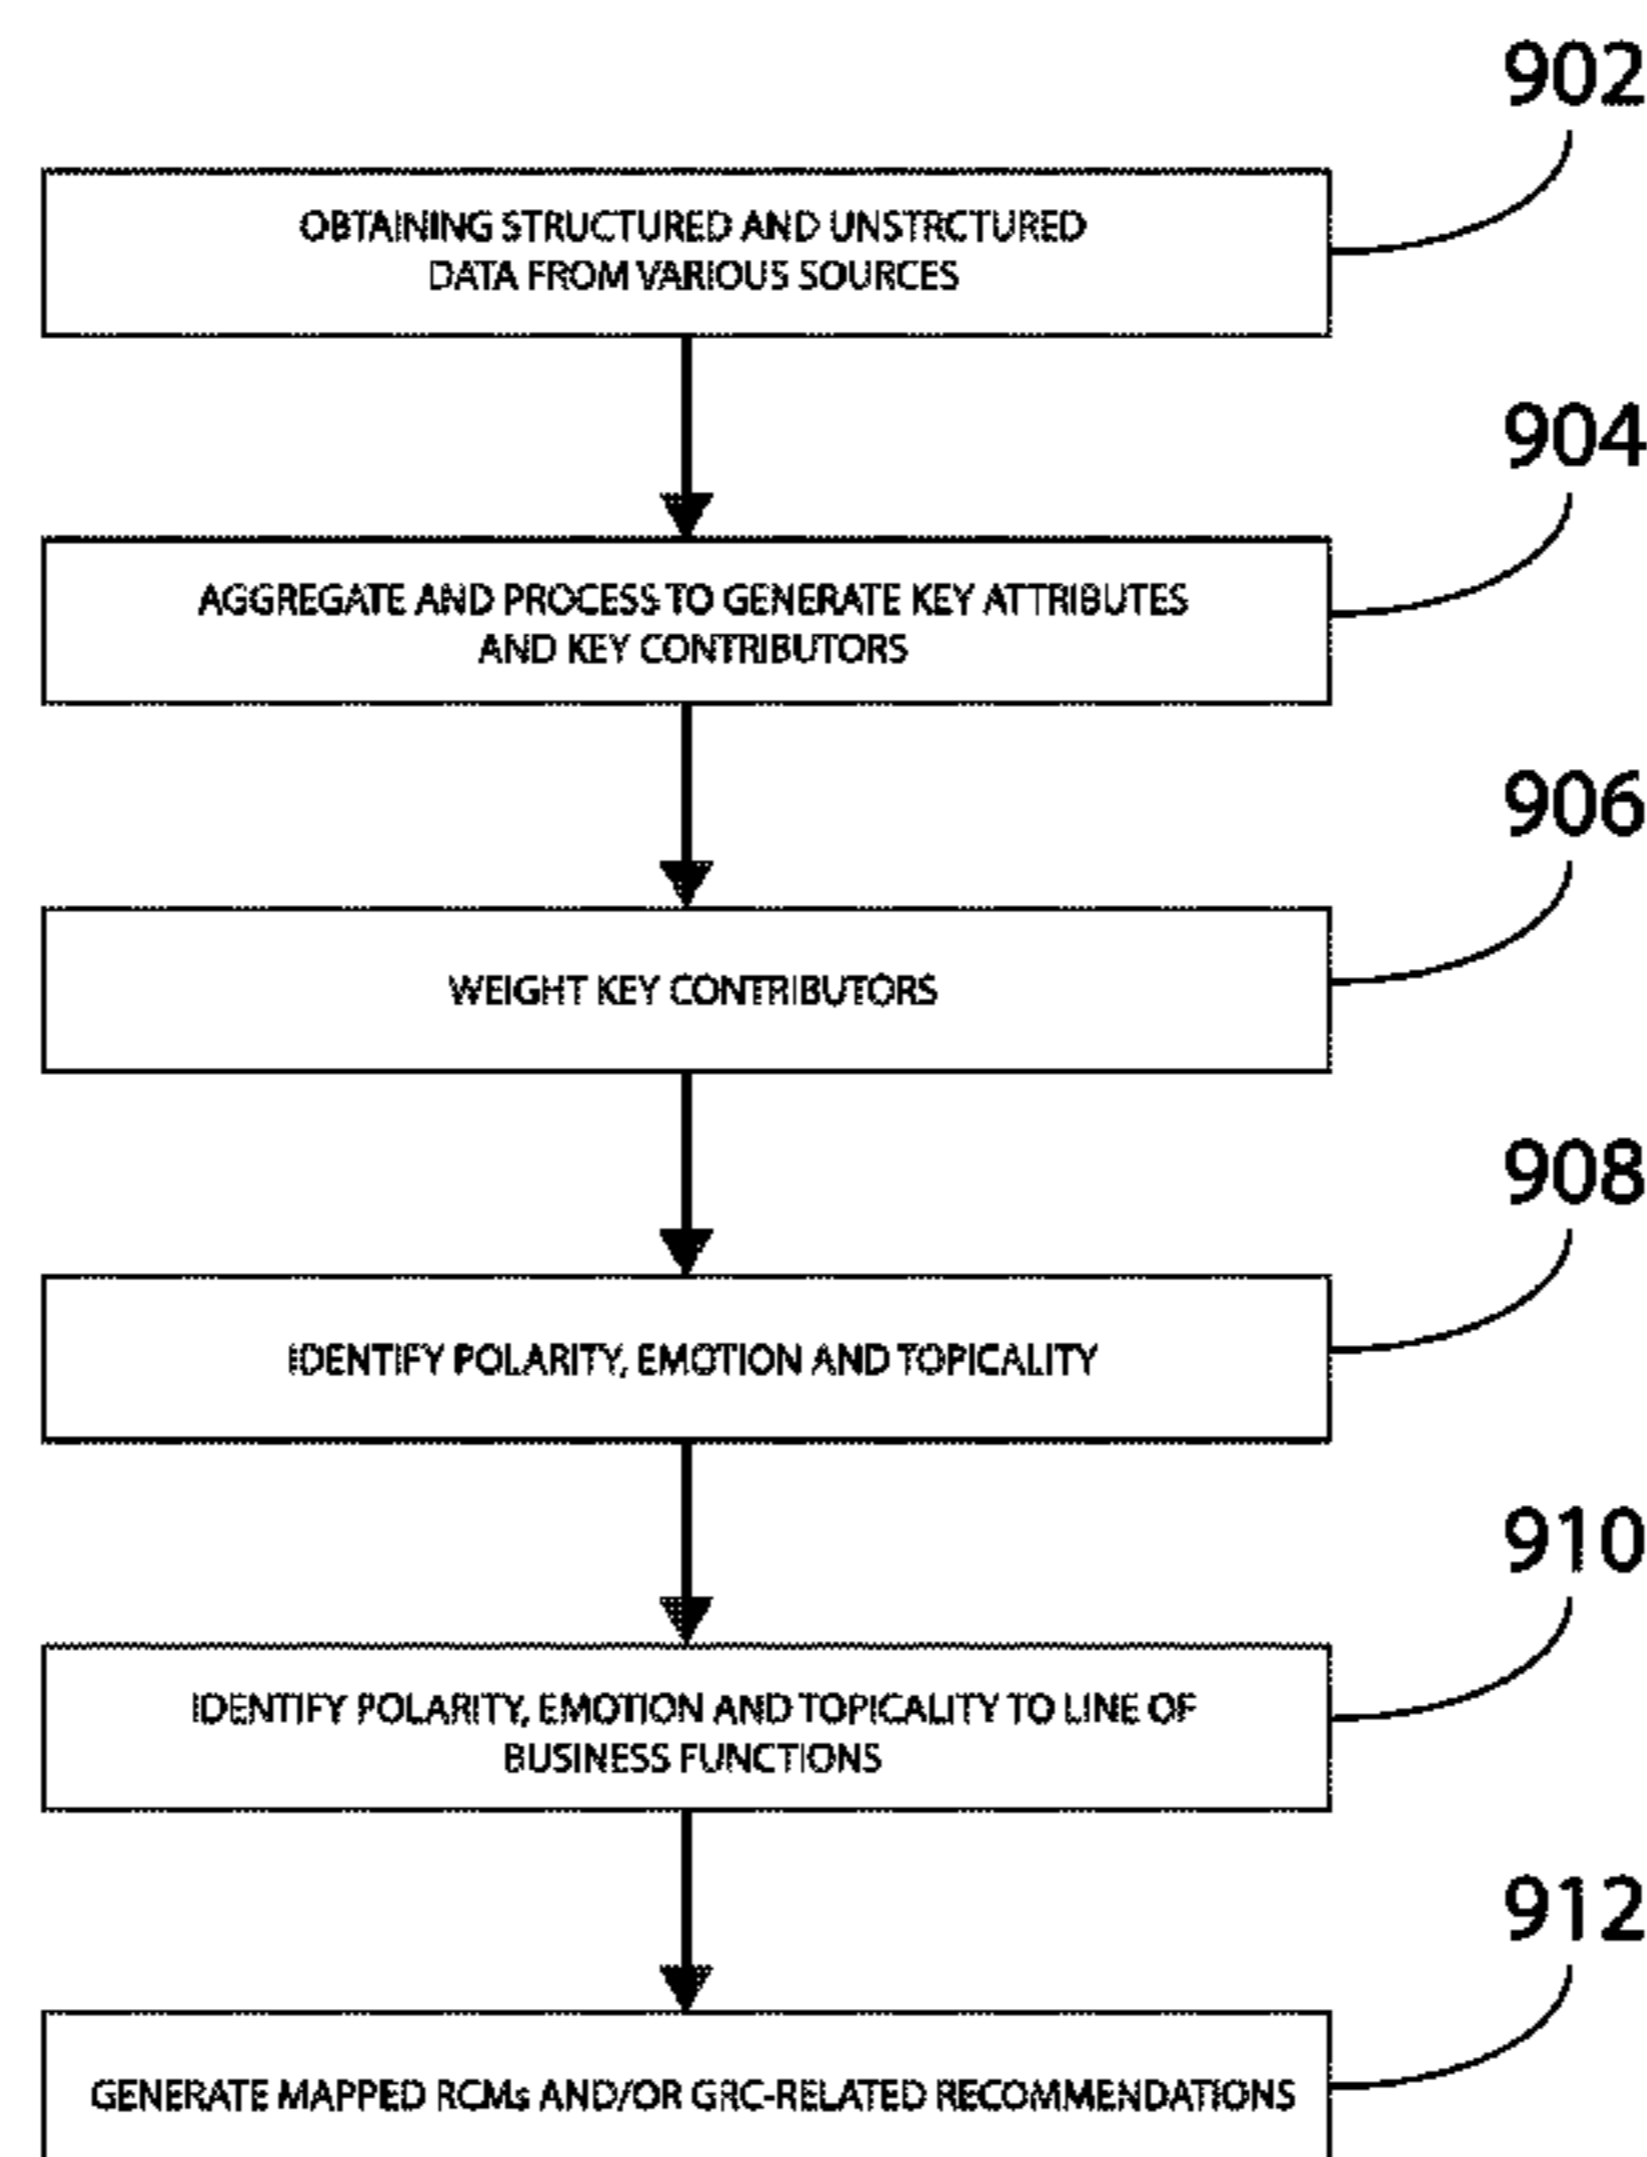 902
OBTAINING STRUCTURED AND UNSTRCTURED
DATA FROM VARIOUS SOURCES
904
AGGREGATE AND PROCESS TO GENERATE KEY ATTRIBUTES
AND KEY CONTRIBUTORS
906
WEIGHT KEY CONTRIBUTORS
908
IDENTIFY POLARITY, EMOTION AND TOPICALITY
910
IDENTIFY POLARITY, EMOTION AND TOPICALITY TO LINE OF
BUSINESS FUNCTIONS
912
GENERATE MAPPED RCMs AND/OR GRC-RELATED RECOMMENDATIONS